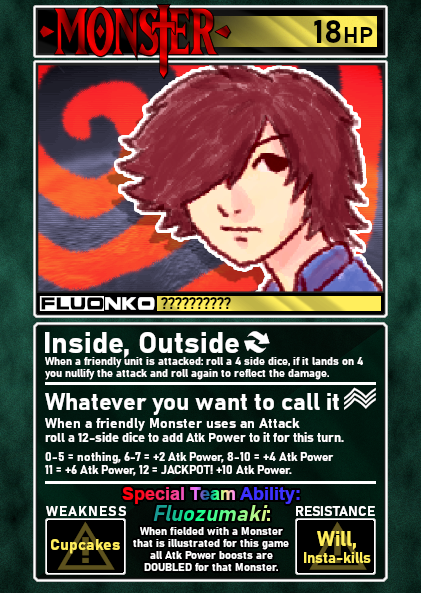 MONSTER
18HP
FLUONKO ??????????
Inside, Outside
When a friendly unit is attacked: roll a 4 side dice, if it lands on 4
you nullify the attack and roll again to reflect the damage.
Whatever you want to call it
When a friendly Monster uses an Attack
roll a 12-side dice to add Atk Power to it for this turn.
0-5 = nothing, 6-7 = +2 Atk Power, 8-10 = +4 Atk Power
11 = +6 Atk Power, 12 = JACKPOT! +10 Atk Power.
Special Team Ability:
WEAKNESS
Cupcakes
Fluozumaki:
When fielded with a Monster
that is illustrated for this game
all Atk Power boosts are
DOUBLED for that Monster.
RESISTANCE
Will,
Insta-kills